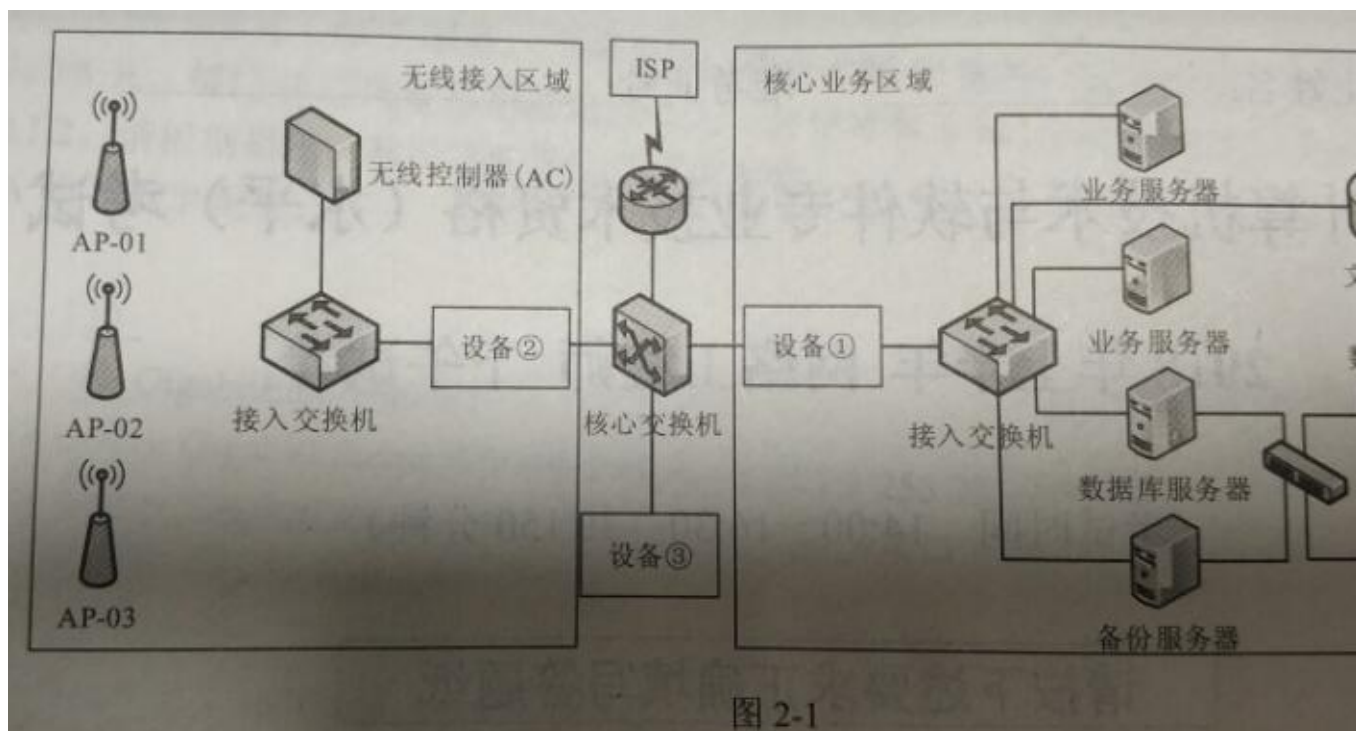 无线接入区域
ISP
核心业务区域
无线控制器(AC)
业务服务器
AP-01
设备②
设备①
业务服务器
接入交换机
核心交换机
接入交换机
AP-02
数据库服务器
设备③
AP-03
备份服务器
图 2-1